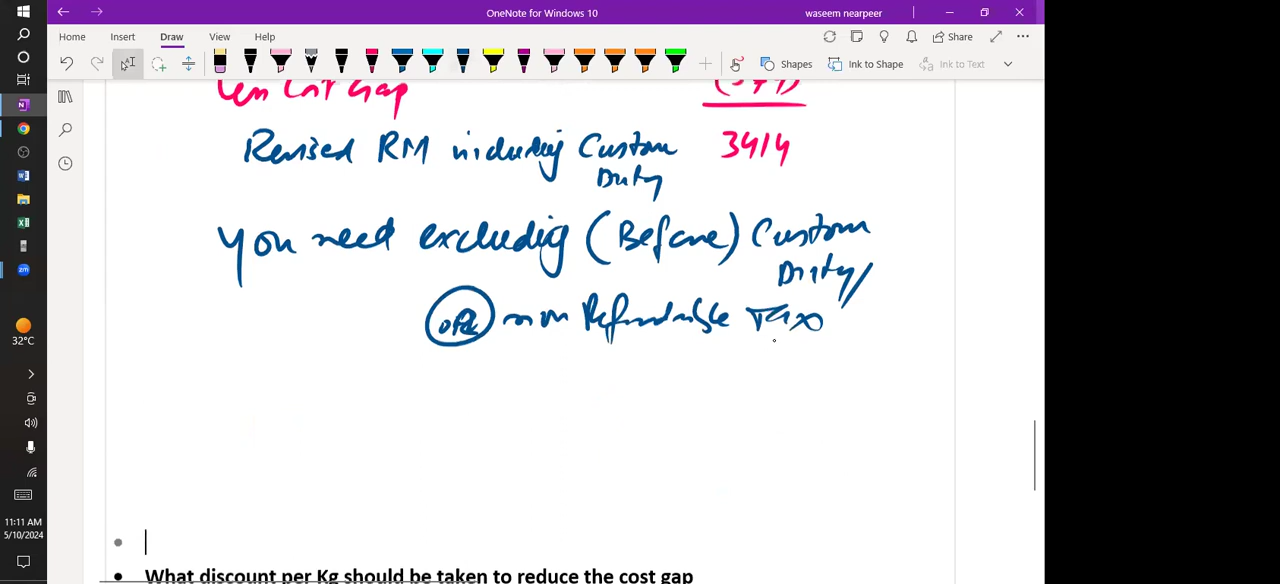 OneNote for Windows 10
waseem nearpeer
Home Insert Draw View Help
Share
Shapes
Ink to Shape
Ink to Text
Less Cost Gap
Revised RM including Custom 3414
Duty
You need excluding (Before) Custom
Duty/
non Refundable Tax
32°C
11:11 AM
5/10/2024
What discount per Kg should be taken to reduce the cost gap